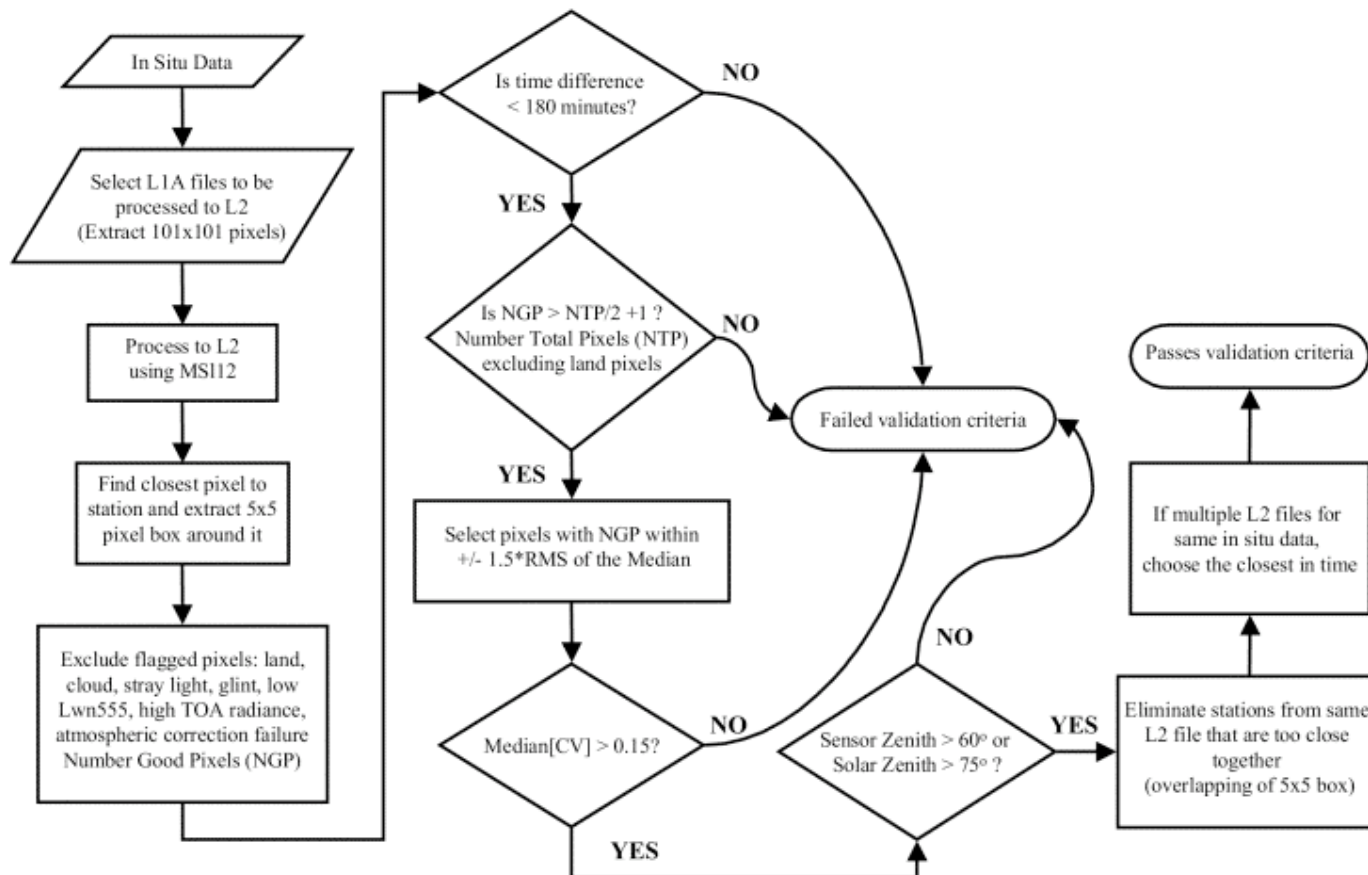 In Situ Data
Select L1A files to be
processed to L2
(Extract 101x101 pixels)
Process to L2
using MSl12
Find closest pixel to
station and extract 5x5
pixel box around it
Exclude flagged pixels: land,
cloud, stray light, glint, low
Lwn555, high TOA radiance,
atmospheric correction failure
Number Good Pixels (NGP)
Is time difference
< 180 minutes?
NO
YES
Is NGP > NTP/2 +1 ?
Number Total Pixels (NTP)
excluding land pixels
NO
YES
Select pixels with NGP within
+/- 1.5*RMS of the Median
Median[CV] > 0.15?
NO
YES
Failed validation criteria
NO
Sensor Zenith > 60º or
Solar Zenith > 75º ?
YES
Eliminate stations from same
L2 file that are too close
together
(overlapping of 5x5 box)
If multiple L2 files for
same in situ data,
choose the closest in time
Passes validation criteria